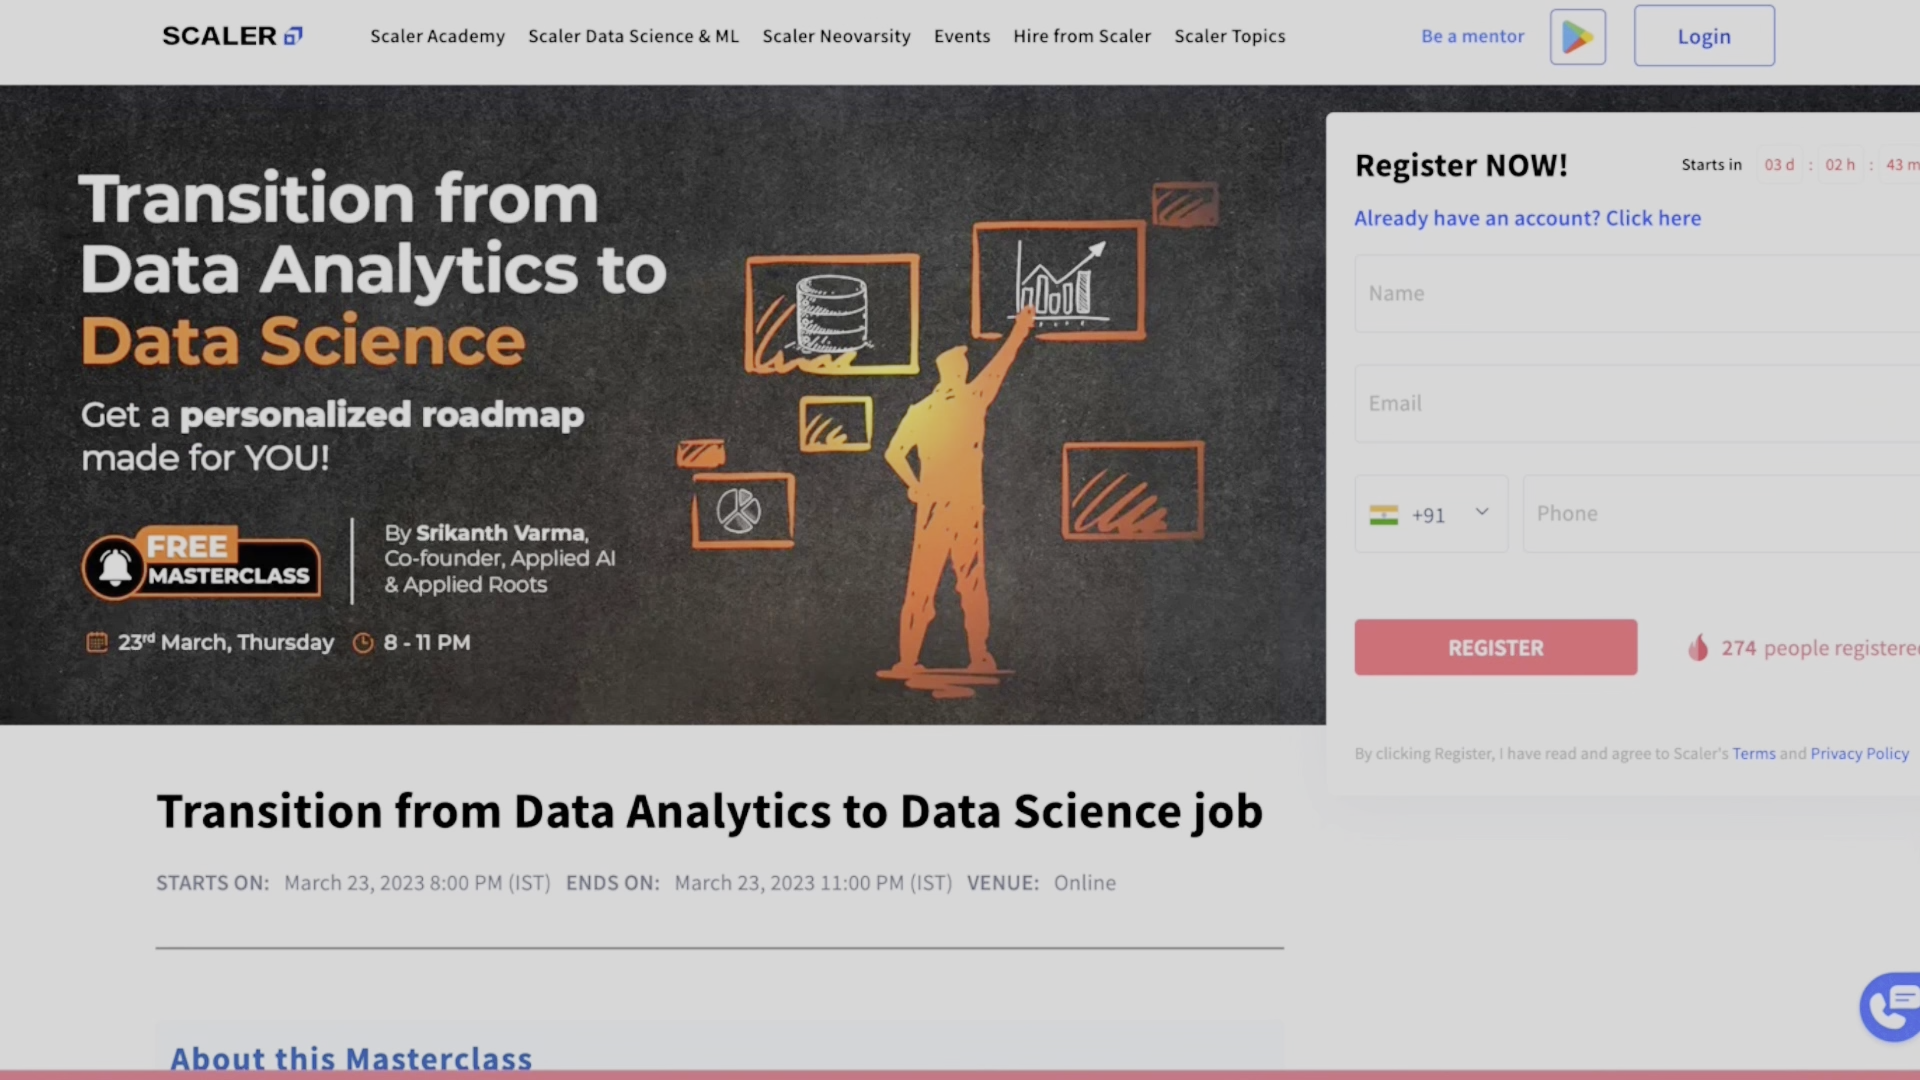 SCALER
Scaler Academy
Scaler Data Science & ML
Scaler Neovarsity
Events
Hire from Scaler
Scaler Topics
Be a mentor
Login
Transition from
Data Analytics to
Data Science
Get a personalized roadmap
made for YOU!
FREE
MASTERCLASS
By Srikanth Varma,
Co-founder, Applied AI
& Applied Roots
23rd March, Thursday
8 - 11 PM
Register NOW!
Starts in 03 d : 02 h : 43 m
Already have an account? Click here
Name
Email
+91
Phone
REGISTER
274 people registered
By clicking Register, I have read and agree to Scaler's Terms and Privacy Policy
Transition from Data Analytics to Data Science job
STARTS ON: March 23, 2023 8:00 PM (IST) ENDS ON: March 23, 2023 11:00 PM (IST) VENUE: Online
About this Masterclass